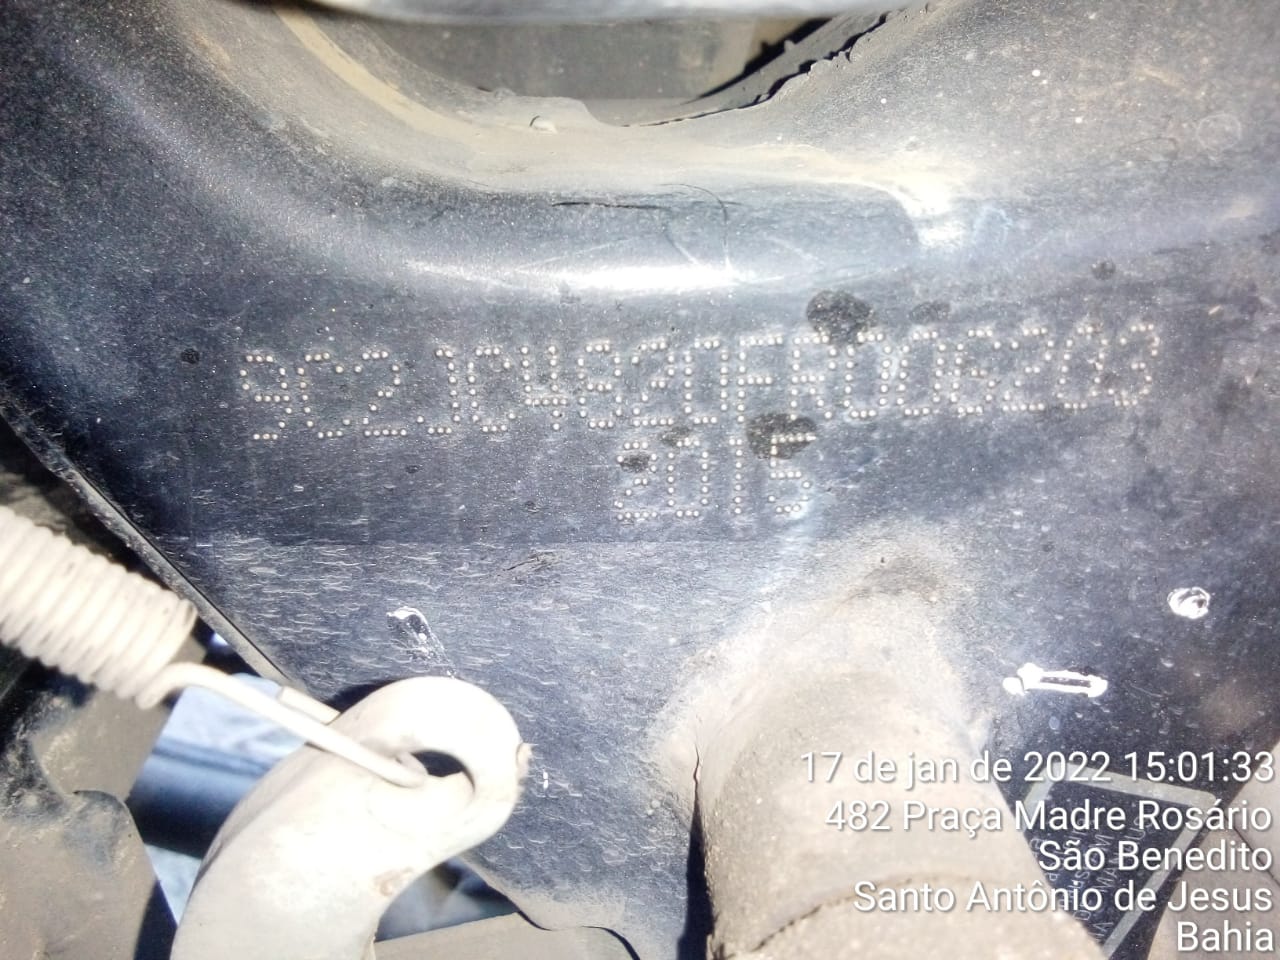 9C2JC4820FR006203
2015
17 de jan de 2022 15:01:33
482 Praça Madre Rosário
São Benedito
Santo Antônio de Jesus
Bahia